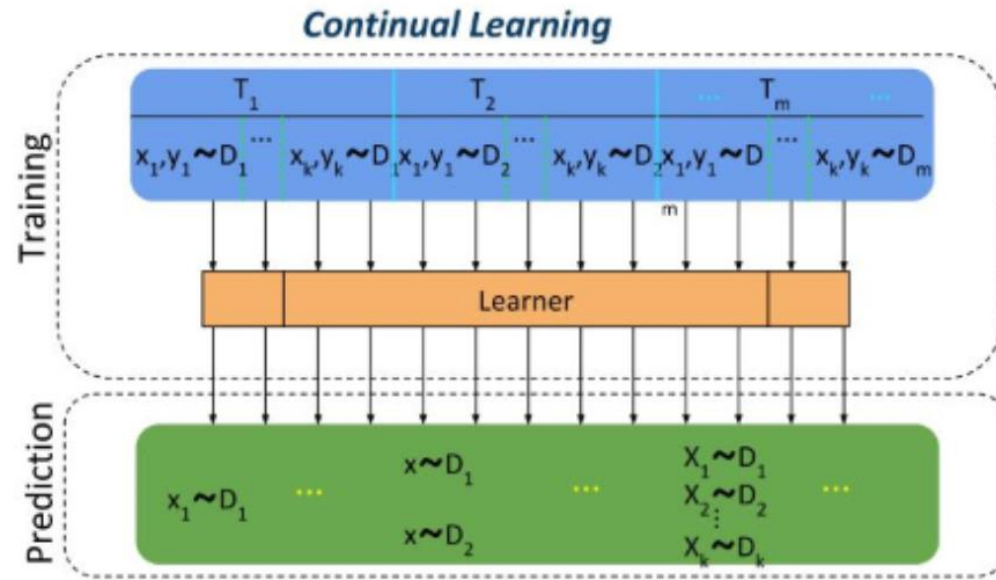 Continual Learning
Training
T₁ T₂ ... Tₘ ...
x₁,y₁~D₁ ... xₖ,yₖ~D₁ x₁,y₁~D₂ ... xₖ,yₖ~D₂ x₁,y₁~D ... xₖ,yₖ~Dₘ
m
Learner
Prediction
x₁~D₁ ... x~D₁ ... X₁~D₁ ...
X₂~D₂
⋮
x~D₂ Xₖ~Dₖ